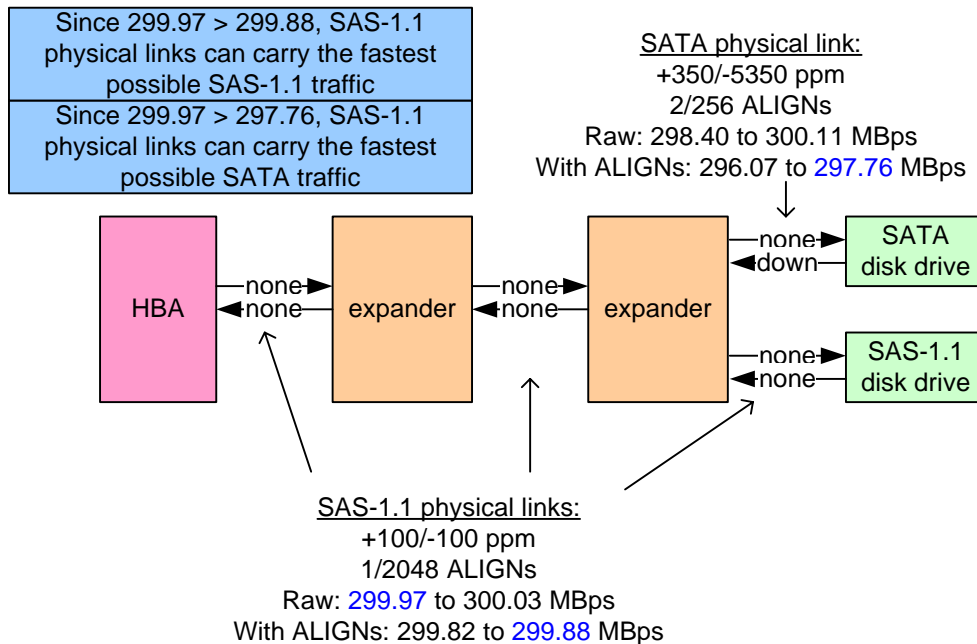 Since 299.97 > 299.88, SAS-1.1
physical links can carry the fastest
possible SAS-1.1 traffic
Since 299.97 > 297.76, SAS-1.1
physical links can carry the fastest
possible SATA traffic
SATA physical link:
+350/-5350 ppm
2/256 ALIGNs
Raw: 298.40 to 300.11 MBps
With ALIGNs: 296.07 to 297.76 MBps
HBA
none
none
expander
none
none
expander
none
down
SATA
disk drive
none
none
SAS-1.1
disk drive
SAS-1.1 physical links:
+100/-100 ppm
1/2048 ALIGNs
Raw: 299.97 to 300.03 MBps
With ALIGNs: 299.82 to 299.88 MBps